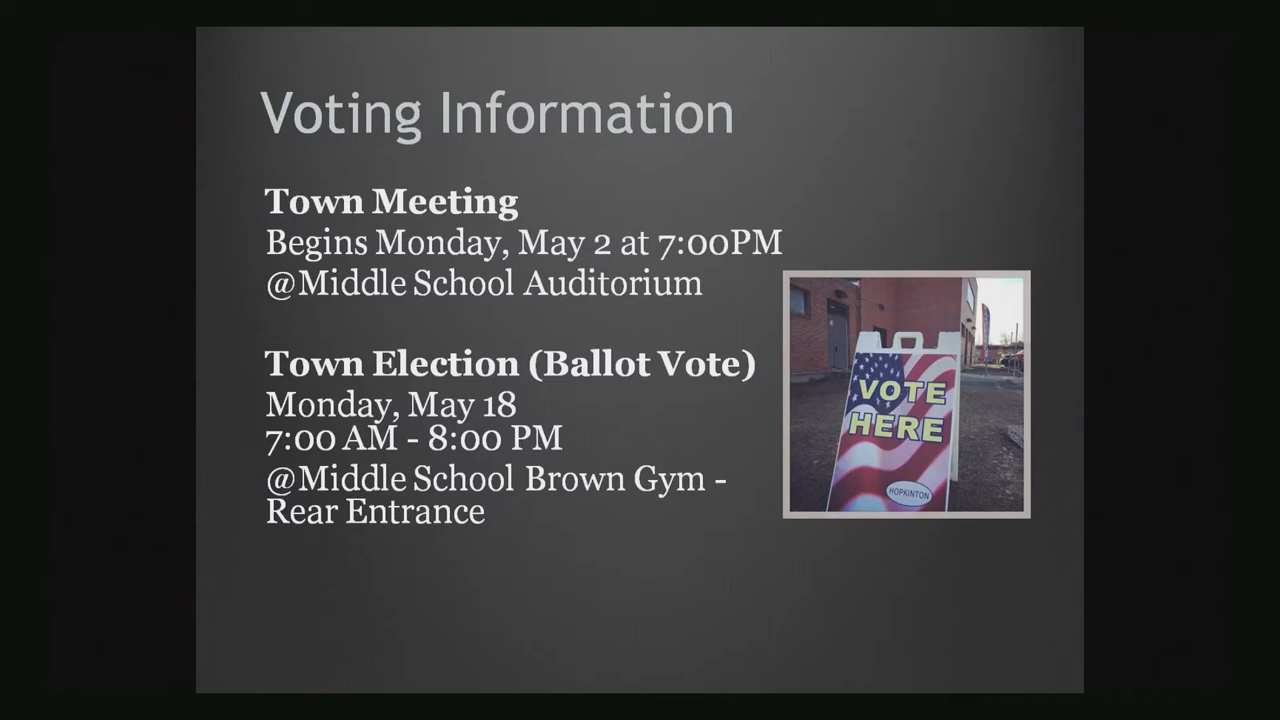 Voting Information
Town Meeting
Begins Monday, May 2 at 7:00PM
@Middle School Auditorium
Town Election (Ballot Vote)
Monday, May 18
7:00 AM - 8:00 PM
@Middle School Brown Gym -
Rear Entrance
VOTE
HERE
HOPKINTON